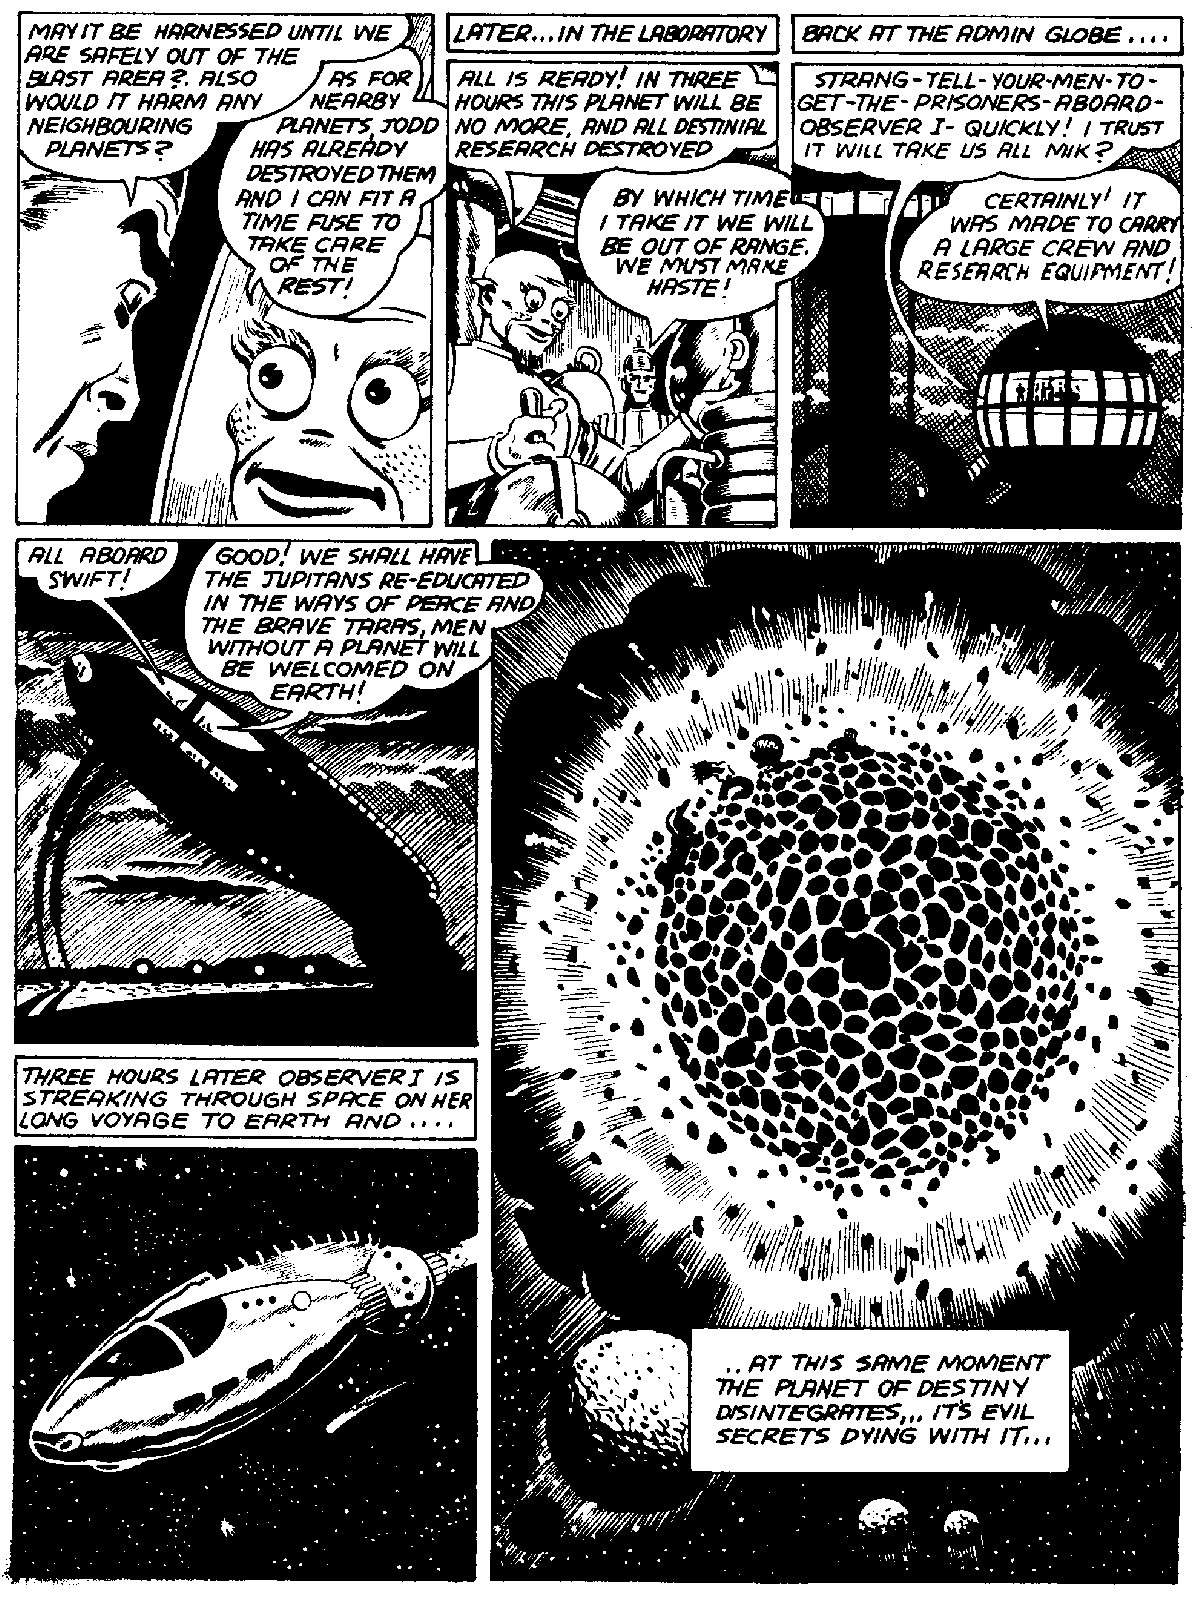 MAY IT BE HARNESSED UNTIL WE
ARE SAFELY OUT OF THE
BLAST AREA?. ALSO
WOULD IT HARM ANY
NEIGHBOURING
PLANETS?
AS FOR
NEARBY
PLANETS, JODD
HAS ALREADY
DESTROYED THEM
AND I CAN FIT A
TIME FUSE TO
TAKE CARE
OF THE
REST!
LATER...IN THE LABORATORY
ALL IS READY! IN THREE
HOURS THIS PLANET WILL BE
NO MORE, AND ALL DESTINIAL
RESEARCH DESTROYED
BY WHICH TIME
I TAKE IT WE WILL
BE OUT OF RANGE.
WE MUST MAKE
HASTE!
BACK AT THE ADMIN GLOBE ....
STRANG-TELL-YOUR-MEN-TO-
GET-THE-PRISONERS-ABOARD-
OBSERVER I- QUICKLY! I TRUST
IT WILL TAKE US ALL MIK?
CERTAINLY! IT
WAS MADE TO CARRY
A LARGE CREW AND
RESEARCH EQUIPMENT!
ALL ABOARD
SWIFT!
GOOD! WE SHALL HAVE
THE JUPITANS RE-EDUCATED
IN THE WAYS OF PEACE AND
THE BRAVE TARAS, MEN
WITHOUT A PLANET WILL
BE WELCOMED ON
EARTH!
THREE HOURS LATER OBSERVER I IS
STREAKING THROUGH SPACE ON HER
LONG VOYAGE TO EARTH AND ....
..AT THIS SAME MOMENT
THE PLANET OF DESTINY
DISINTEGRATES,.. IT'S EVIL
SECRETS DYING WITH IT...